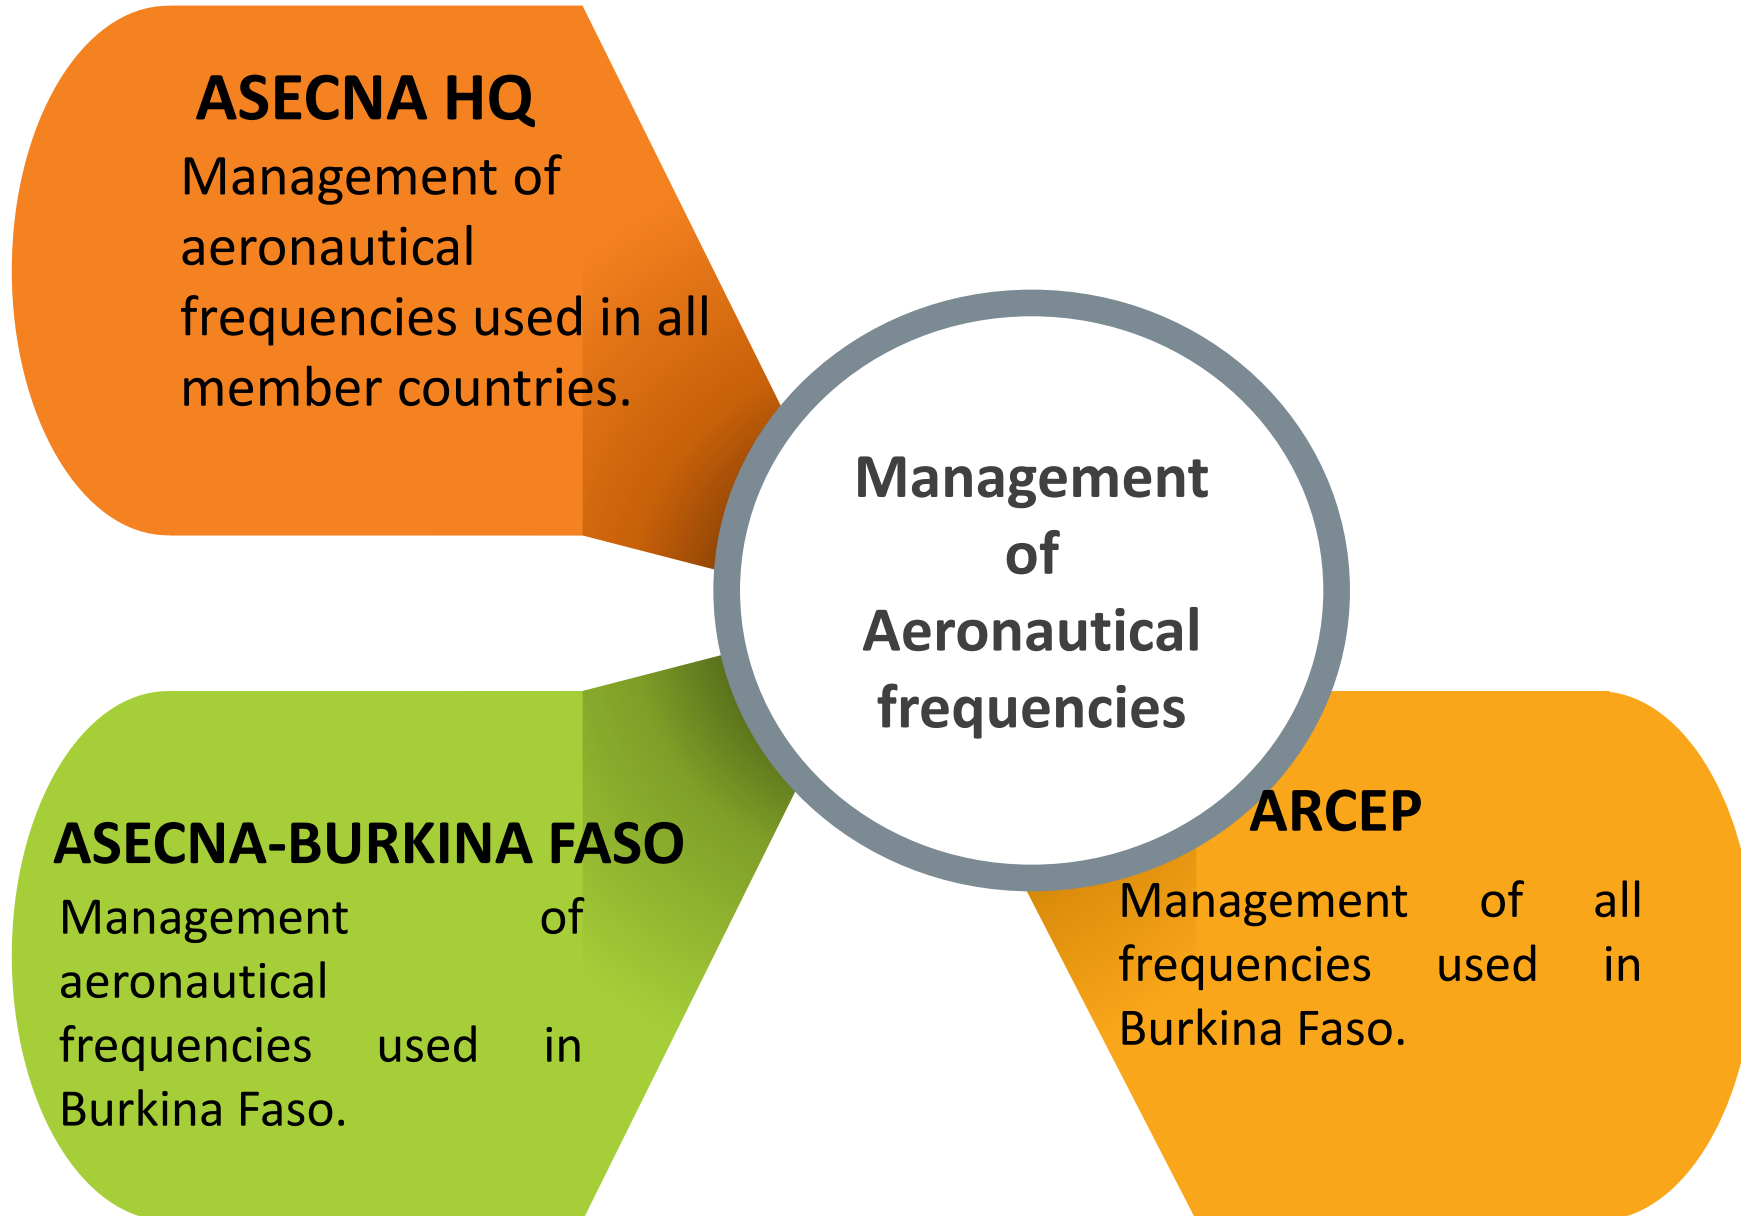 ASECNA HQ
Management of
aeronautical
frequencies used in all
member countries.
Management
of
Aeronautical
frequencies
ASECNA-BURKINA FASO
Management of
aeronautical
frequencies used in
Burkina Faso.
ARCEP
Management of all
frequencies used in
Burkina Faso.